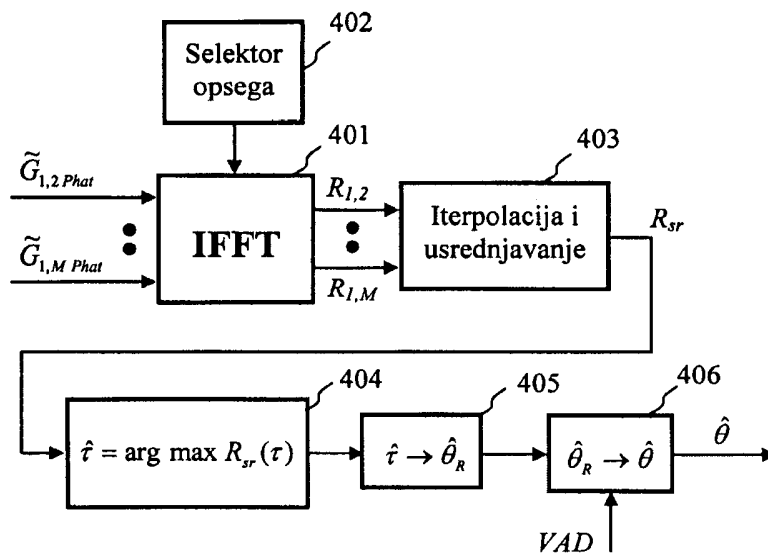 402
Selektor
opsega
401
403
G̃1,2 Phat
R1,2
IFFT
Iterpolacija i
usrednjavanje
Rsr
G̃1,M Phat
R1,M
404
405
406
τ̂ = arg max Rsr(τ)
τ̂ → θ̂R
θ̂R → θ̂
θ̂
VAD